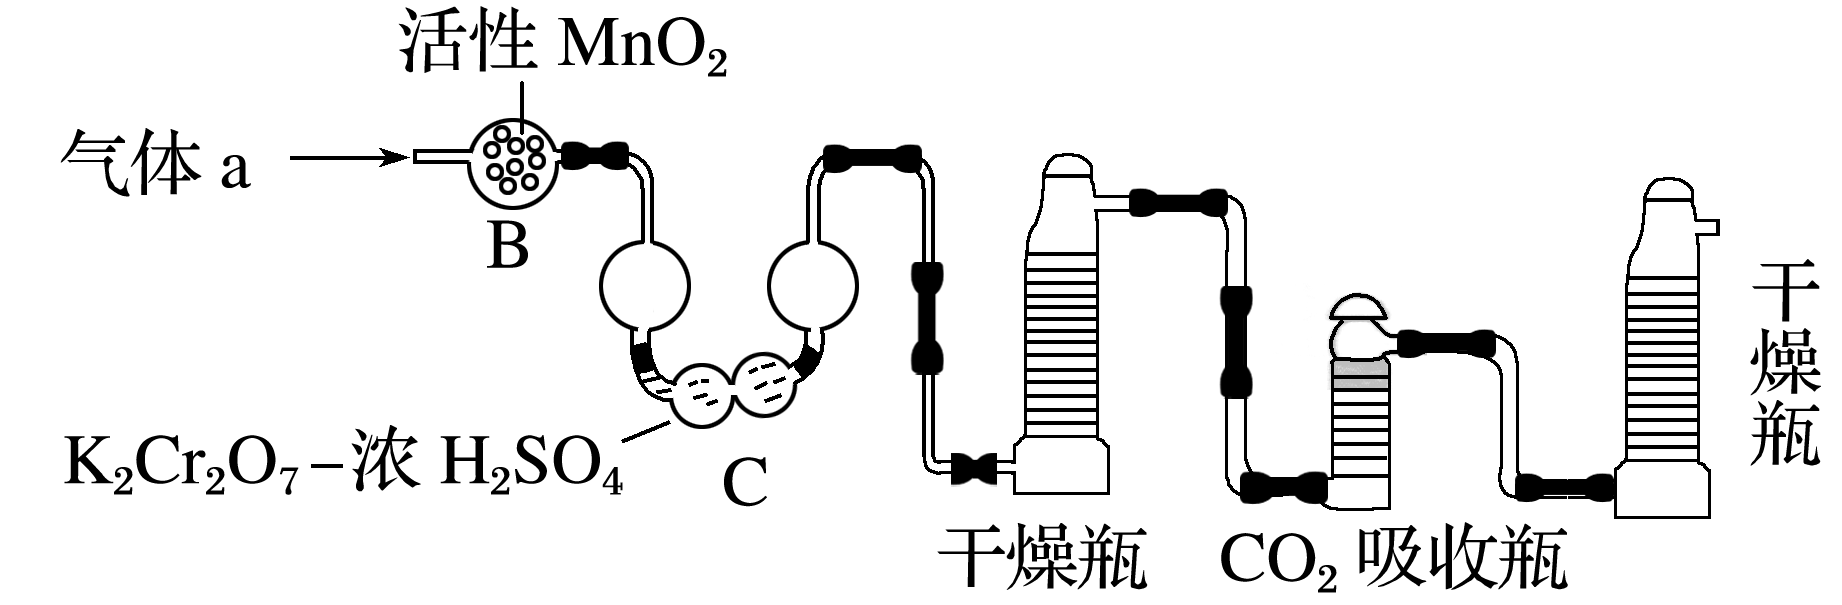 活性 MnO₂
气体 a
B
K₂Cr₂O₇－浓 H₂SO₄
C
干燥瓶
CO₂ 吸收瓶
干燥瓶